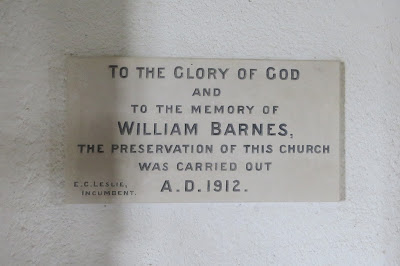 TO THE GLORY OF GOD
AND
TO THE MEMORY OF
WILLIAM BARNES,
THE PRESERVATION OF THIS CHURCH
WAS CARRIED OUT
A.D. 1912.
E.C. LESLIE,
INCUMBENT.